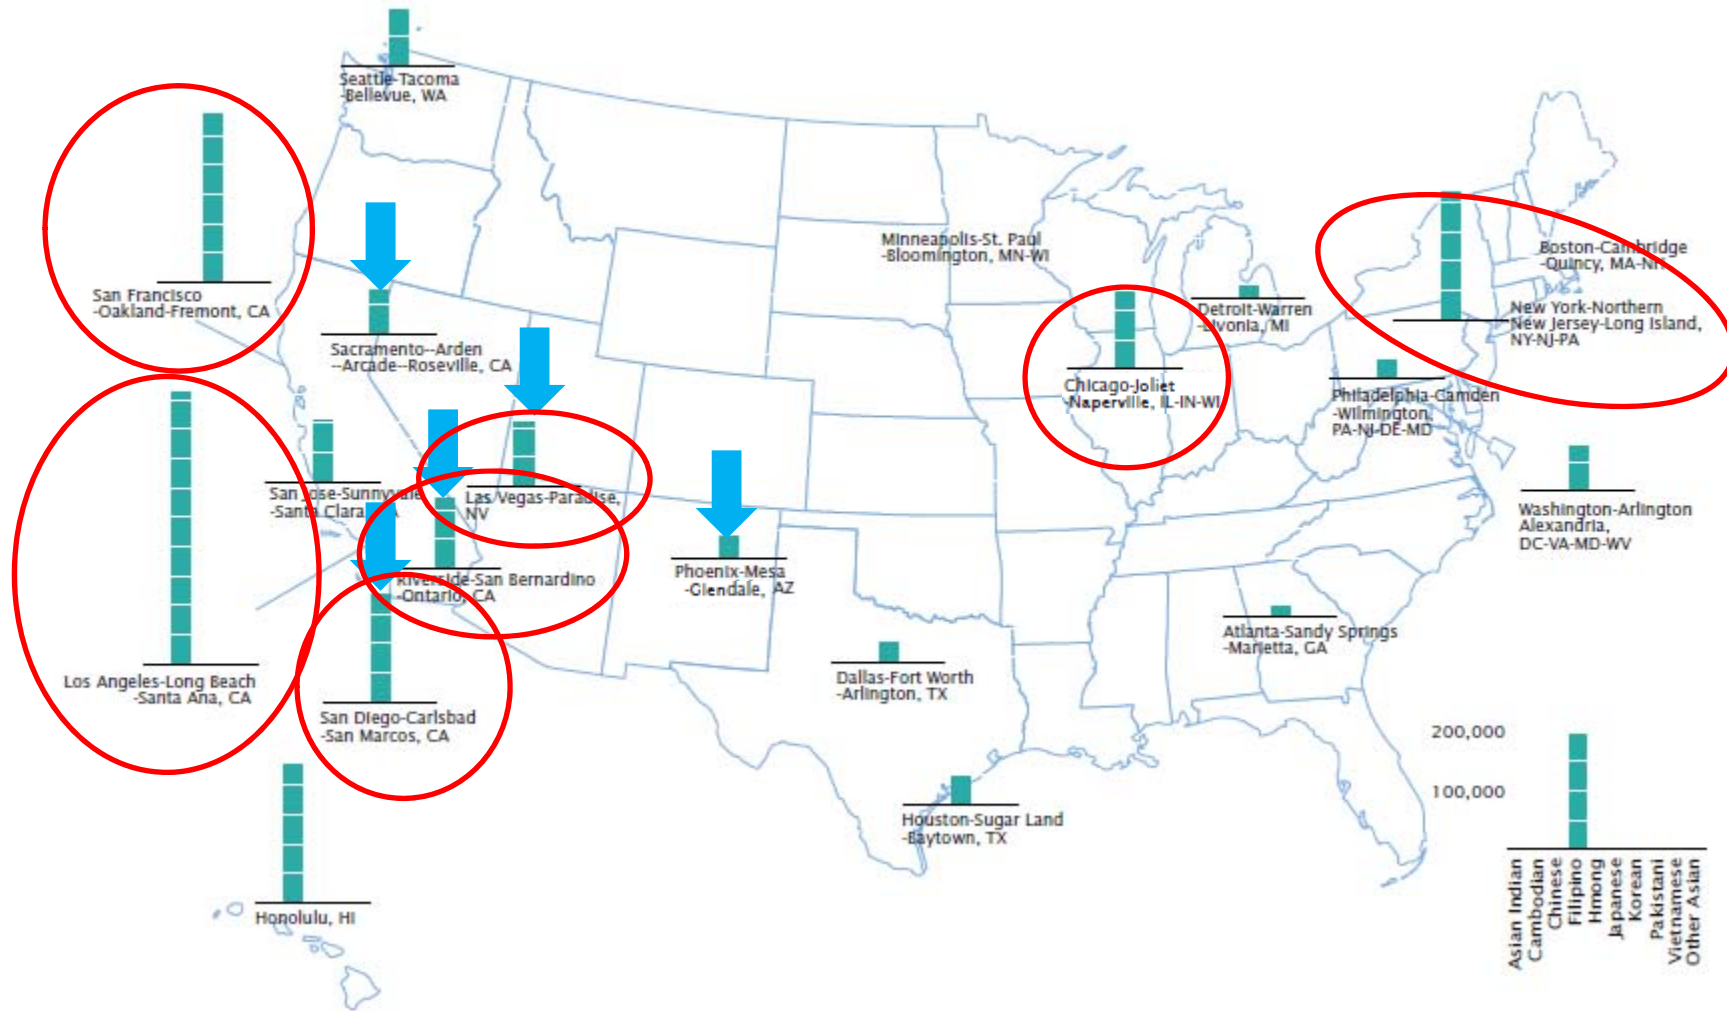 Seattle-Tacoma
-Bellevue, WA
San Francisco
-Oakland-Fremont, CA
Sacramento--Arden
--Arcade--Roseville, CA
Minneapolis-St. Paul
-Bloomington, MN-WI
Detroit-Warren
-Livonia, MI
Boston-Cambridge
-Quincy, MA-NH
New York-Northern
New Jersey-Long Island,
NY-NJ-PA
Chicago-Joliet
-Naperville, IL-IN-WI
Philadelphia-Camden
-Wilmington,
PA-NJ-DE-MD
San Jose-Sunnyvale
-Santa Clara, CA
Las Vegas-Paradise,
NV
Washington-Arlington
Alexandria,
DC-VA-MD-WV
Riverside-San Bernardino
-Ontario, CA
Phoenix-Mesa
-Glendale, AZ
Atlanta-Sandy Springs
-Marietta, GA
Los Angeles-Long Beach
-Santa Ana, CA
Dallas-Fort Worth
-Arlington, TX
San Diego-Carlsbad
-San Marcos, CA
Houston-Sugar Land
-Baytown, TX
Honolulu, HI
200,000
100,000
Asian Indian
Cambodian
Chinese
Filipino
Hmong
Japanese
Korean
Pakistani
Vietnamese
Other Asian